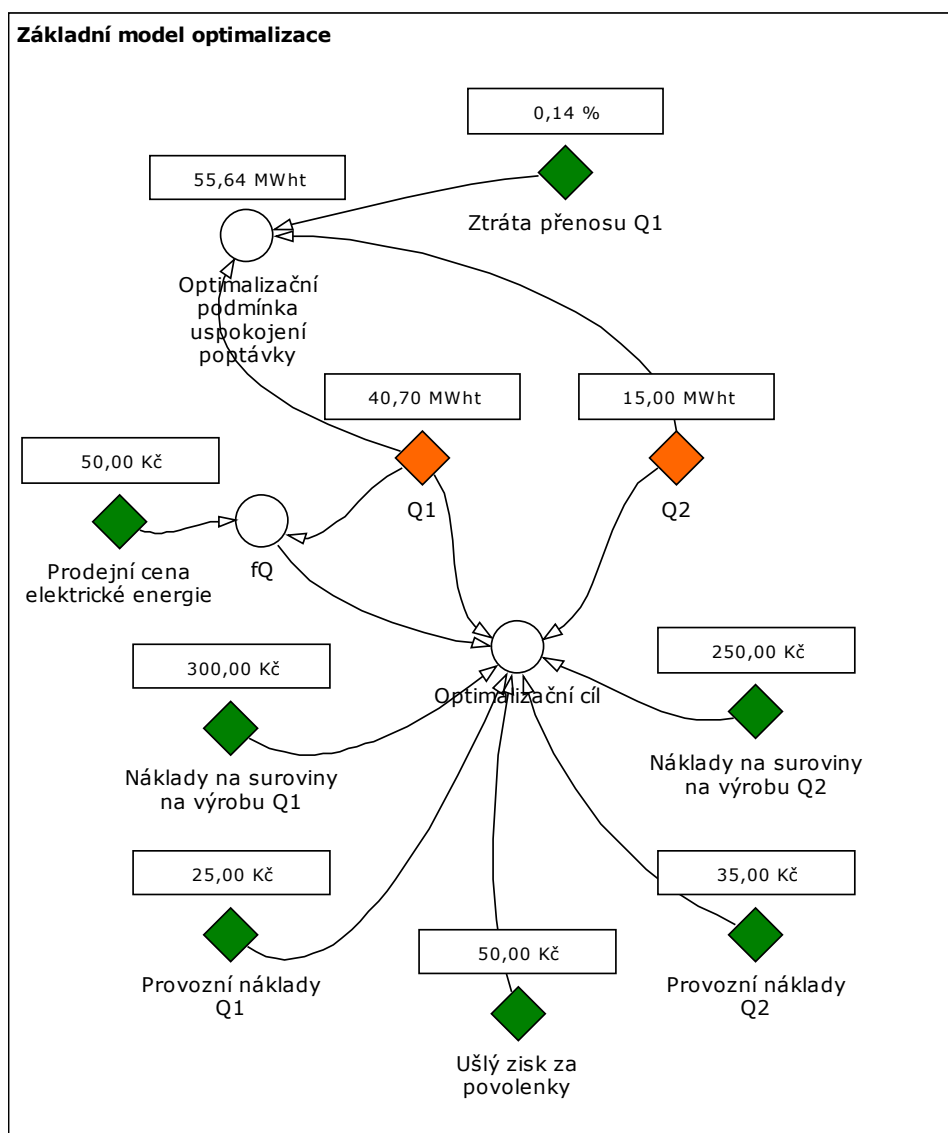 Základní model optimalizace
0,14 %
55,64 MWht
Ztráta přenosu Q1
Optimalizační
podmínka
uspokojení
poptávky
40,70 MWht
15,00 MWht
50,00 Kč
Q1
Q2
fQ
Prodejní cena
elektrické energie
300,00 Kč
250,00 Kč
Optimalizační cíl
Náklady na suroviny
na výrobu Q1
Náklady na suroviny
na výrobu Q2
25,00 Kč
35,00 Kč
50,00 Kč
Provozní náklady
Q1
Provozní náklady
Q2
Ušlý zisk za
povolenky